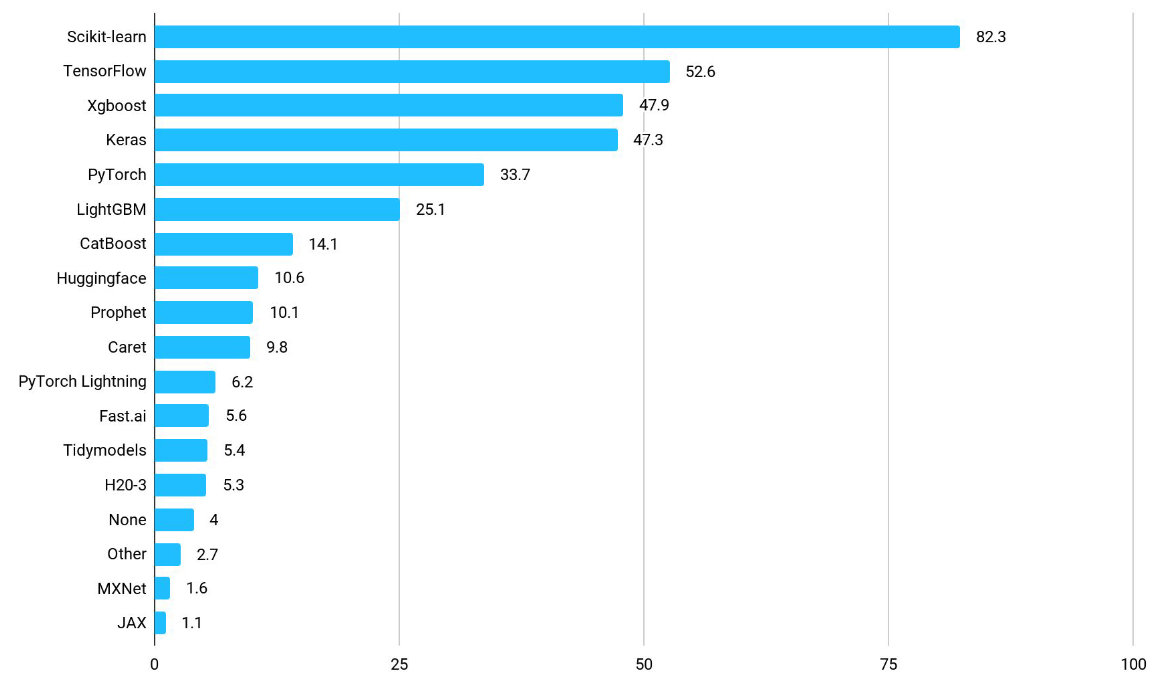 Scikit-learn 82.3
TensorFlow 52.6
Xgboost 47.9
Keras 47.3
PyTorch 33.7
LightGBM 25.1
CatBoost 14.1
Huggingface 10.6
Prophet 10.1
Caret 9.8
PyTorch Lightning 6.2
Fast.ai 5.6
Tidymodels 5.4
H20-3 5.3
None 4
Other 2.7
MXNet 1.6
JAX 1.1
0 25 50 75 100